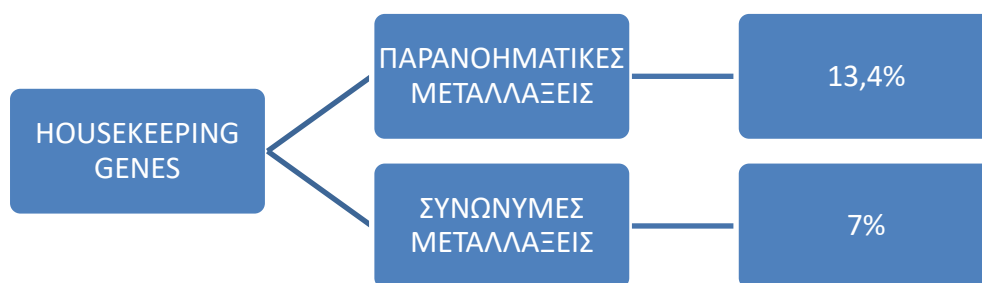 HOUSEKEEPING
GENES
ΠΑΡΑΝΟΗΜΑΤΙΚΕΣ
ΜΕΤΑΛΛΑΞΕΙΣ
13,4%
ΣΥΝΩΝΥΜΕΣ
ΜΕΤΑΛΛΑΞΕΙΣ
7%